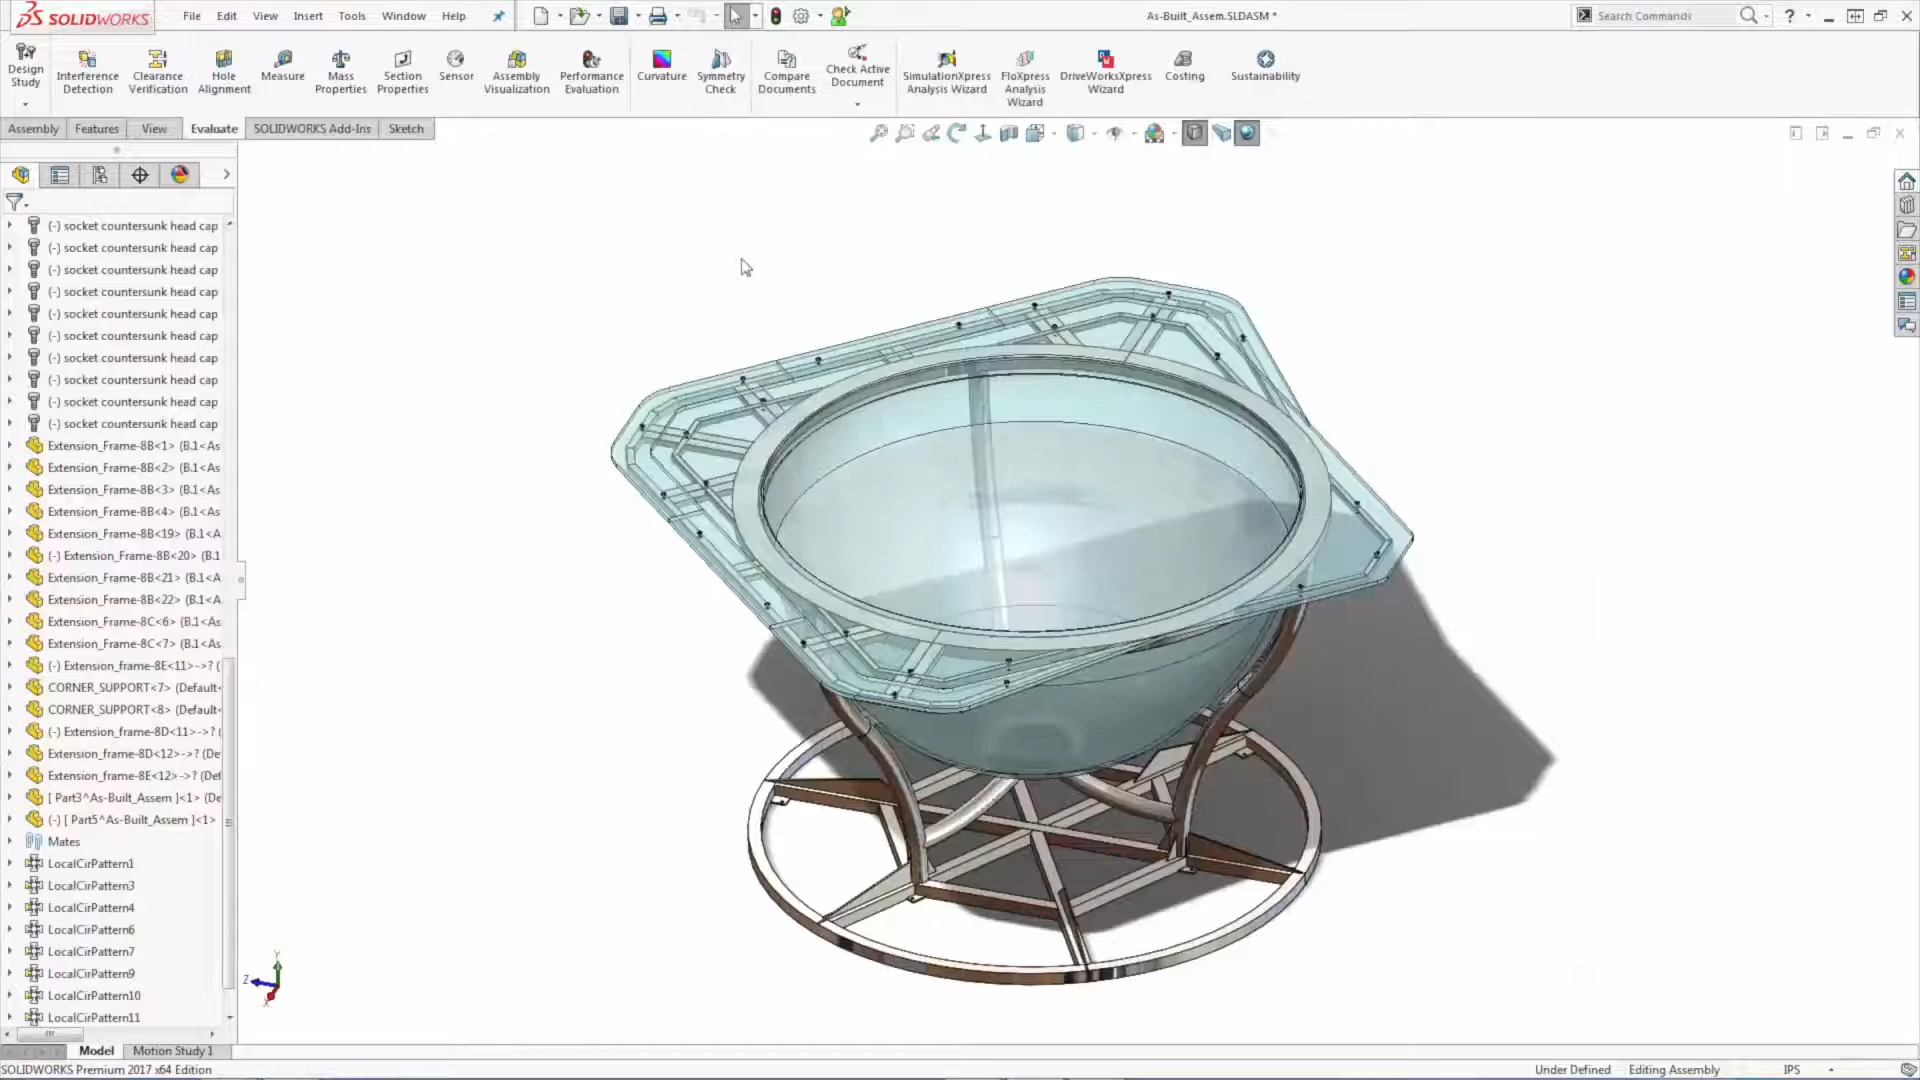 SOLIDWORKS
File Edit View Insert Tools Window Help
As-Built_Assem.SLDASM *
Search Commands
Design Study
Interference Detection
Clearance Verification
Hole Alignment
Measure
Mass Properties
Section Properties
Sensor
Assembly Visualization
Performance Evaluation
Curvature
Symmetry Check
Compare Documents
Check Active Document
SimulationXpress Analysis Wizard
FloXpress Analysis Wizard
DriveWorksXpress Wizard
Costing
Sustainability
Assembly Features View Evaluate SOLIDWORKS Add-Ins Sketch
(-) socket countersunk head cap
(-) socket countersunk head cap
(-) socket countersunk head cap
(-) socket countersunk head cap
(-) socket countersunk head cap
(-) socket countersunk head cap
(-) socket countersunk head cap
(-) socket countersunk head cap
(-) socket countersunk head cap
(-) socket countersunk head cap
Extension_Frame-8B<1> (B.1<As
Extension_Frame-8B<2> (B.1<As
Extension_Frame-8B<3> (B.1<As
Extension_Frame-8B<4> (B.1<As
Extension_Frame-8B<19> (B.1<A
(-) Extension_Frame-8B<20> (B.1
Extension_Frame-8B<21> (B.1<A
Extension_Frame-8B<22> (B.1<A
Extension_Frame-8C<6> (B.1<As
Extension_Frame-8C<7> (B.1<As
(-) Extension_frame-8E<11>->? (
CORNER_SUPPORT<7> (Default<
CORNER_SUPPORT<8> (Default<
(-) Extension_frame-8D<11>->? (
Extension_frame-8D<12>->? (De
Extension_frame-8E<12>->? (Def
[ Part3^As-Built_Assem ]<1> (De
(-) [ Part5^As-Built_Assem ]<1>
Mates
LocalCirPattern1
LocalCirPattern3
LocalCirPattern4
LocalCirPattern6
LocalCirPattern7
LocalCirPattern9
LocalCirPattern10
LocalCirPattern11
Y
Z
X
Model Motion Study 1
SOLIDWORKS Premium 2017 x64 Edition
Under Defined Editing Assembly IPS